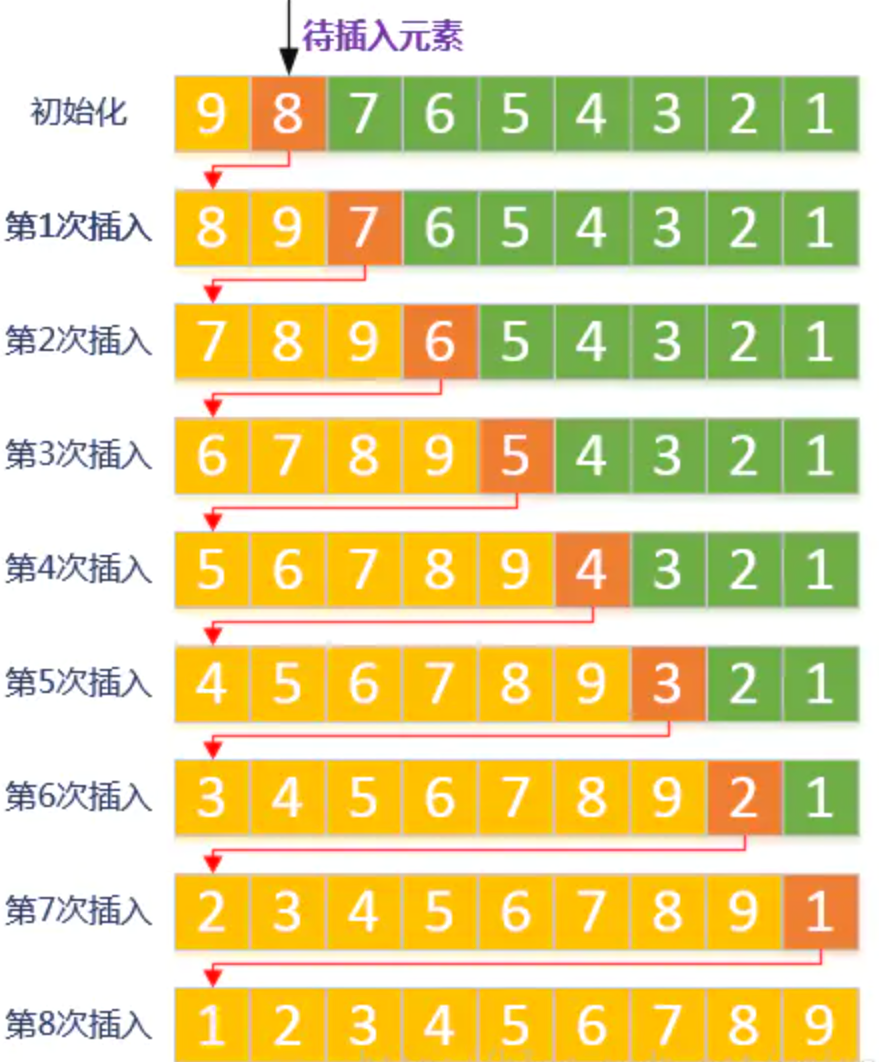 待插入元素
初始化 9 8 7 6 5 4 3 2 1
第1次插入 8 9 7 6 5 4 3 2 1
第2次插入 7 8 9 6 5 4 3 2 1
第3次插入 6 7 8 9 5 4 3 2 1
第4次插入 5 6 7 8 9 4 3 2 1
第5次插入 4 5 6 7 8 9 3 2 1
第6次插入 3 4 5 6 7 8 9 2 1
第7次插入 2 3 4 5 6 7 8 9 1
第8次插入 1 2 3 4 5 6 7 8 9